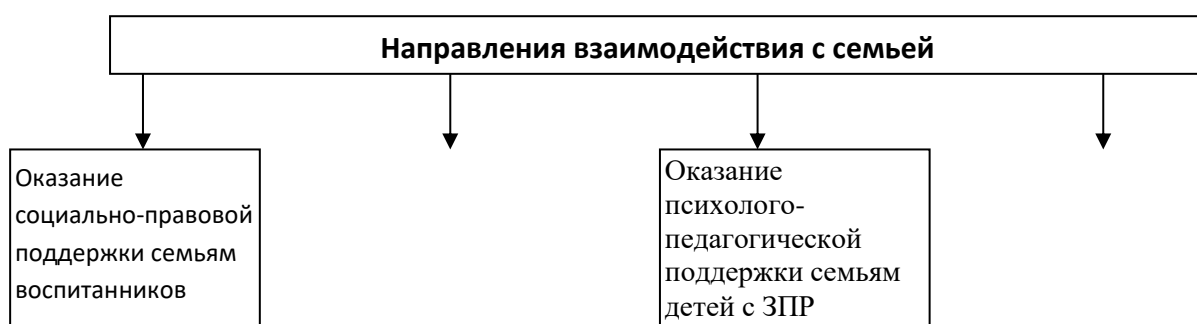 Направления взаимодействия с семьей
Оказание
социально-правовой
поддержки семьям
воспитанников
Оказание
психолого-
педагогической
поддержки семьям
детей с ЗПР